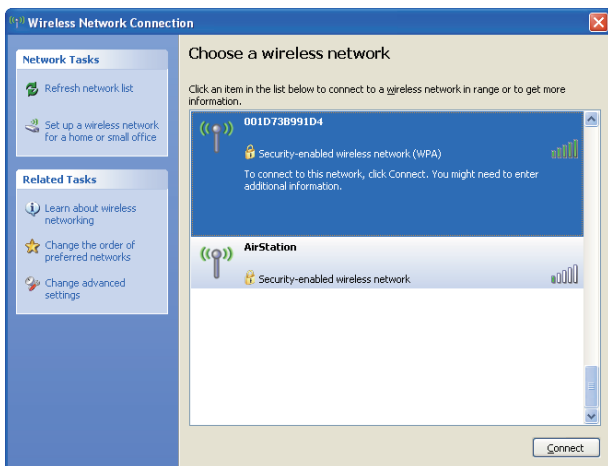 Wireless Network Connection
Network Tasks
Refresh network list
Set up a wireless network
for a home or small office
Related Tasks
Learn about wireless
networking
Change the order of
preferred networks
Change advanced
settings
Choose a wireless network
Click an item in the list below to connect to a wireless network in range or to get more
information.
001D73B991D4
Security-enabled wireless network (WPA)
To connect to this network, click Connect. You might need to enter
additional information.
AirStation
Security-enabled wireless network
Connect